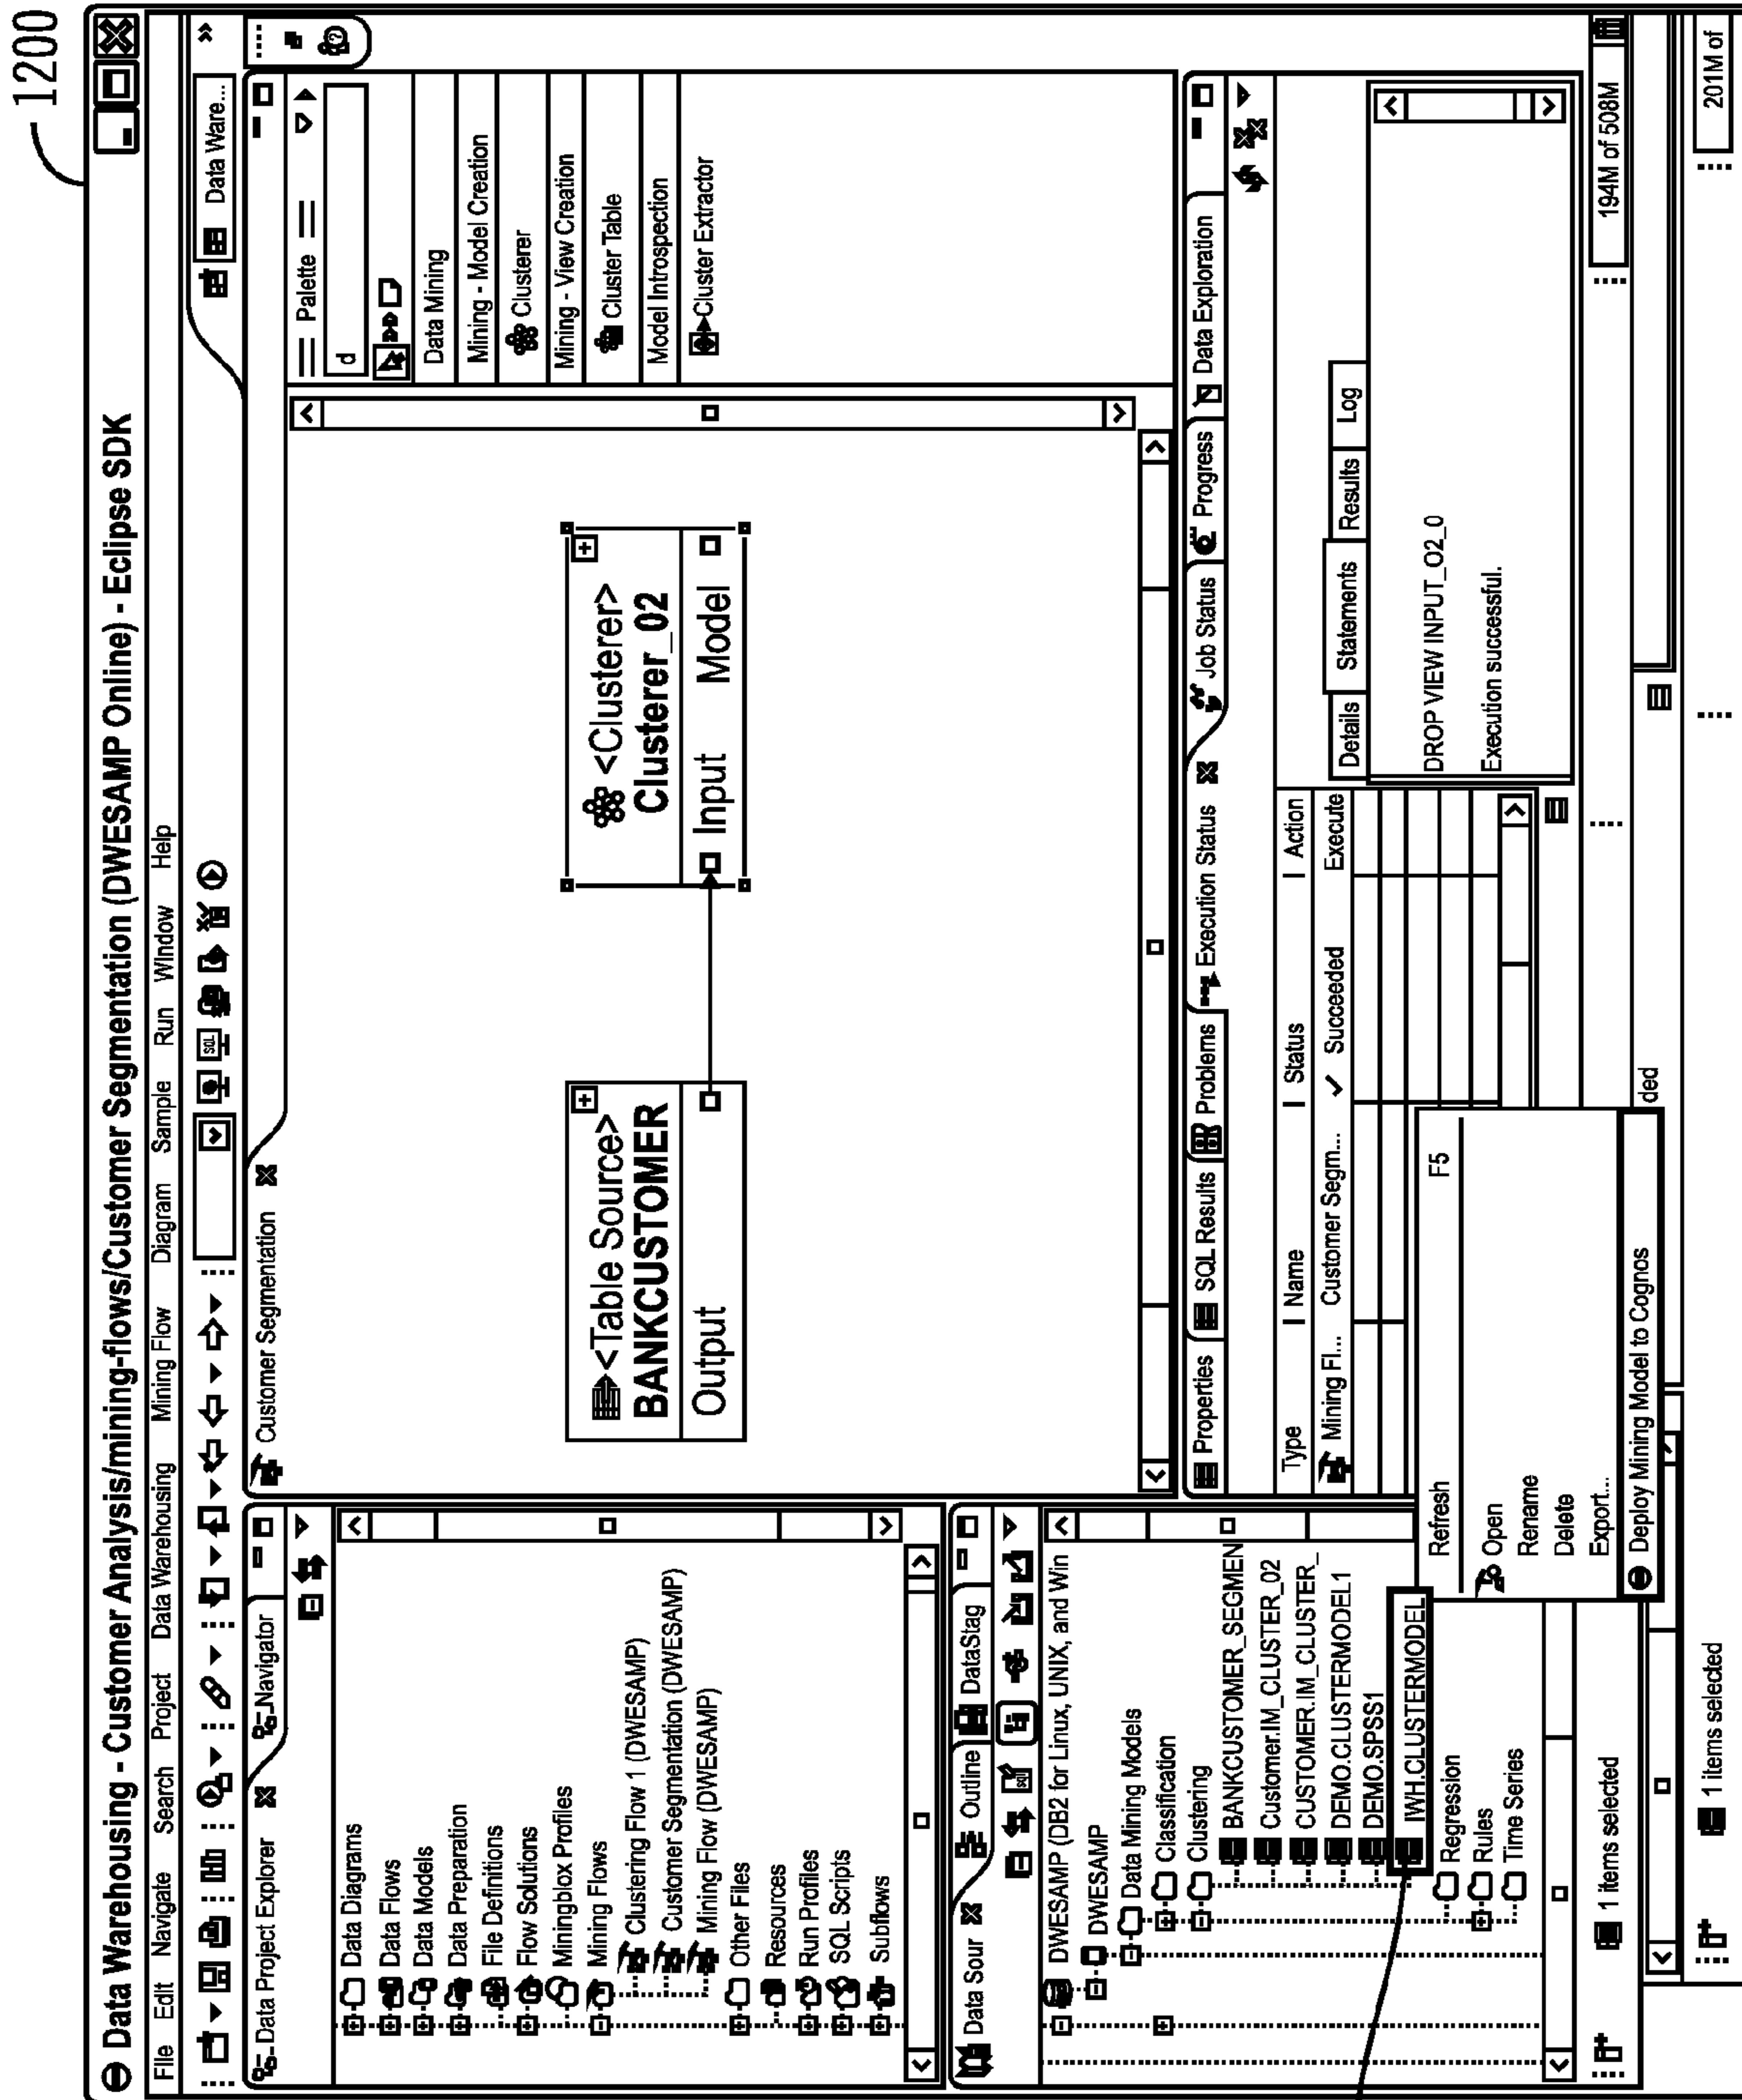 1200
Data Warehousing - Customer Analysis/mining-flows/Customer Segmentation (DWESAMP Online) - Eclipse SDK
File Edit Navigate Search Project Data Warehousing Mining Flow Diagram Sample Run Window Help
SQL
Data Ware...
Data Project Explorer
Navigator
Data Diagrams
Data Flows
Data Models
Data Preparation
File Definitions
Flow Solutions
Miningblox Profiles
Mining Flows
Clustering Flow 1 (DWESAMP)
Customer Segmentation (DWESAMP)
Mining Flow (DWESAMP)
Other Files
Resources
Run Profiles
SQL Scripts
Subflows
Customer Segmentation
<Table Source>
BANKCUSTOMER
Output
<Clusterer>
Clusterer_02
Input Model
Palette
d
Data Mining
Mining - Model Creation
Clusterer
Mining - View Creation
Cluster Table
Model Introspection
Cluster Extractor
Data Sour
Outline
DataStag
SQL
DWESAMP (DB2 for Linux, UNIX, and Win
DWESAMP
Data Mining Models
Classification
Clustering
BANKCUSTOMER_SEGMEN
Customer.IM_CLUSTER_02
CUSTOMER.IM_CLUSTER_
DEMO.CLUSTERMODEL1
DEMO.SPSS1
IWH.CLUSTERMODEL
Regression
Rules
Time Series
Refresh F5
Open
Rename
Delete
Export...
Deploy Mining Model to Cognos
Properties SQL Results Problems Execution Status Job Status Progress Data Exploration
Type Name Status Action
Mining Fl... Customer Segm... Succeeded Execute
Details Statements Results Log
DROP VIEW INPUT_O2_0
Execution successful.
1 items selected
194M of 508M
ded
1 items selected
201M of